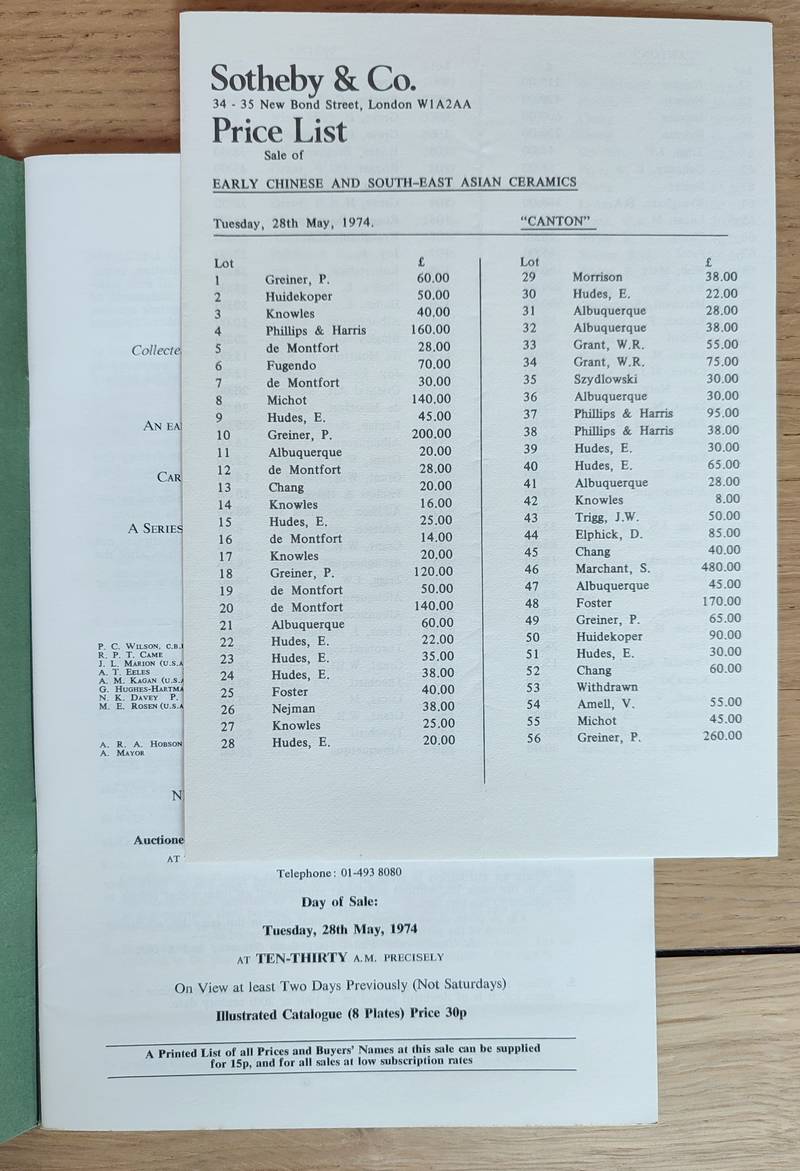 Sotheby & Co.
34 - 35 New Bond Street, London W1A2AA
Price List
Sale of
EARLY CHINESE AND SOUTH-EAST ASIAN CERAMICS
Tuesday, 28th May, 1974. "CANTON"
Lot £
1 Greiner, P. 60.00
2 Huidekoper 50.00
3 Knowles 40.00
4 Phillips & Harris 160.00
5 de Montfort 28.00
6 Fugendo 70.00
7 de Montfort 30.00
8 Michot 140.00
9 Hudes, E. 45.00
10 Greiner, P. 200.00
11 Albuquerque 20.00
12 de Montfort 28.00
13 Chang 20.00
14 Knowles 16.00
15 Hudes, E. 25.00
16 de Montfort 14.00
17 Knowles 20.00
18 Greiner, P. 120.00
19 de Montfort 50.00
20 de Montfort 140.00
21 Albuquerque 60.00
22 Hudes, E. 22.00
23 Hudes, E. 35.00
24 Hudes, E. 38.00
25 Foster 40.00
26 Nejman 38.00
27 Knowles 25.00
28 Hudes, E. 20.00
Lot £
29 Morrison 38.00
30 Hudes, E. 22.00
31 Albuquerque 28.00
32 Albuquerque 38.00
33 Grant, W.R. 55.00
34 Grant, W.R. 75.00
35 Szydlowski 30.00
36 Albuquerque 30.00
37 Phillips & Harris 95.00
38 Phillips & Harris 38.00
39 Hudes, E. 30.00
40 Hudes, E. 65.00
41 Albuquerque 28.00
42 Knowles 8.00
43 Trigg, J.W. 50.00
44 Elphick, D. 85.00
45 Chang 40.00
46 Marchant, S. 480.00
47 Albuquerque 45.00
48 Foster 170.00
49 Greiner, P. 65.00
50 Huidekoper 90.00
51 Hudes, E. 30.00
52 Chang 60.00
53 Withdrawn
54 Amell, V. 55.00
55 Michot 45.00
56 Greiner, P. 260.00
Collecte
AN EA
CAR
A SERIES
P. C. WILSON, C.B.
R. P. T. CAME
J. L. MARION (U.S.A
A. T. EELES
A. M. KAGAN (U.S.
G. HUGHES-HARTMA
N. K. DAVEY P.
M. E. ROSEN (U.S.A
A. R. A. HOBSON
A. MAYOR
N
Auctione
AT
Telephone: 01-493 8080
Day of Sale:
Tuesday, 28th May, 1974
AT TEN-THIRTY A.M. PRECISELY
On View at least Two Days Previously (Not Saturdays)
Illustrated Catalogue (8 Plates) Price 30p
A Printed List of all Prices and Buyers' Names at this sale can be supplied
for 15p, and for all sales at low subscription rates